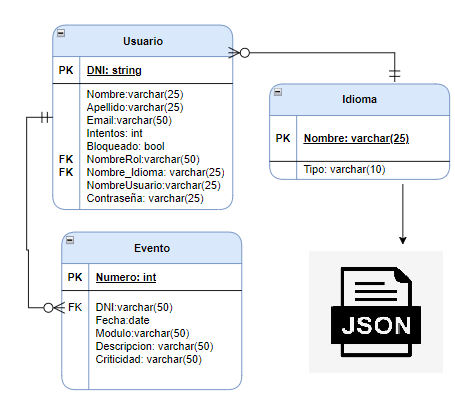 Usuario
PK DNI: string
Nombre:varchar(25)
Apellido:varchar(25)
Email:varchar(50)
Intentos: int
Bloqueado: bool
FK NombreRol:varchar(50)
FK Nombre_Idioma: varchar(25)
NombreUsuario:varchar(25)
Contraseña: varchar(25)
Idioma
PK Nombre: varchar(25)
Tipo: varchar(10)
Evento
PK Numero: int
FK DNI:varchar(50)
Fecha:date
Modulo:varchar(50)
Descripcion: varchar(50)
Criticidad: varchar(50)
JSON